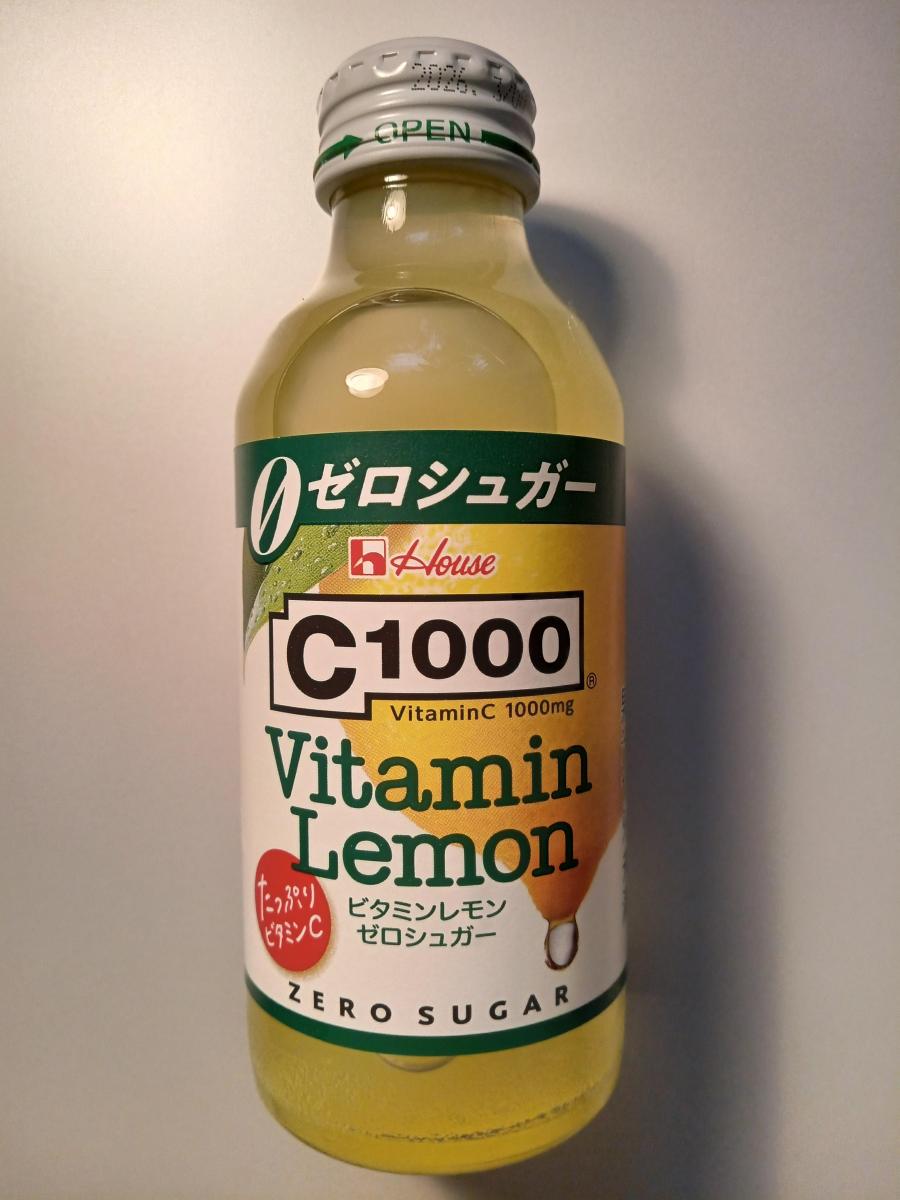 2026.
OPEN
0ゼロシュガー
House
C1000
®
VitaminC 1000mg
Vitamin
Lemon
たっぷり
ビタミンC
ビタミンレモン
ゼロシュガー
ZERO SUGAR